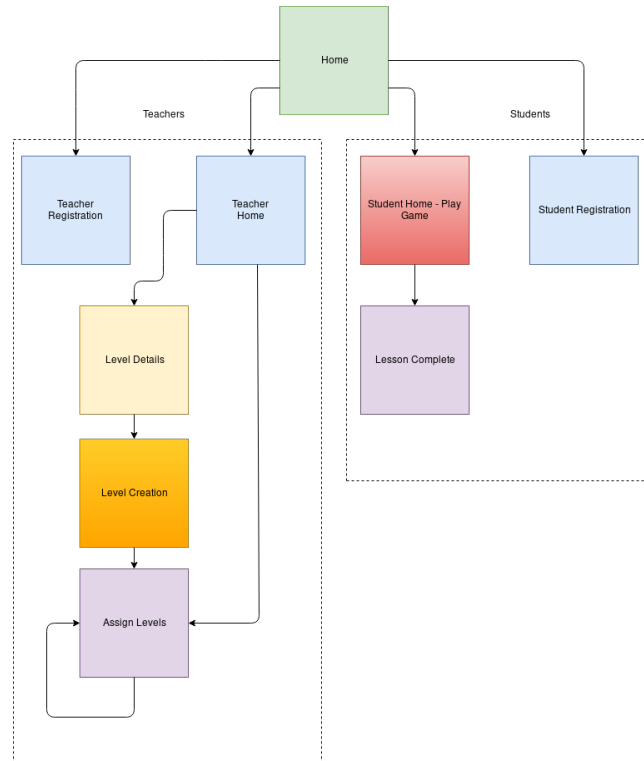 Home
Teachers
Students
Teacher
Registration
Teacher
Home
Student Home - Play
Game
Student Registration
Level Details
Lesson Complete
Level Creation
Assign Levels